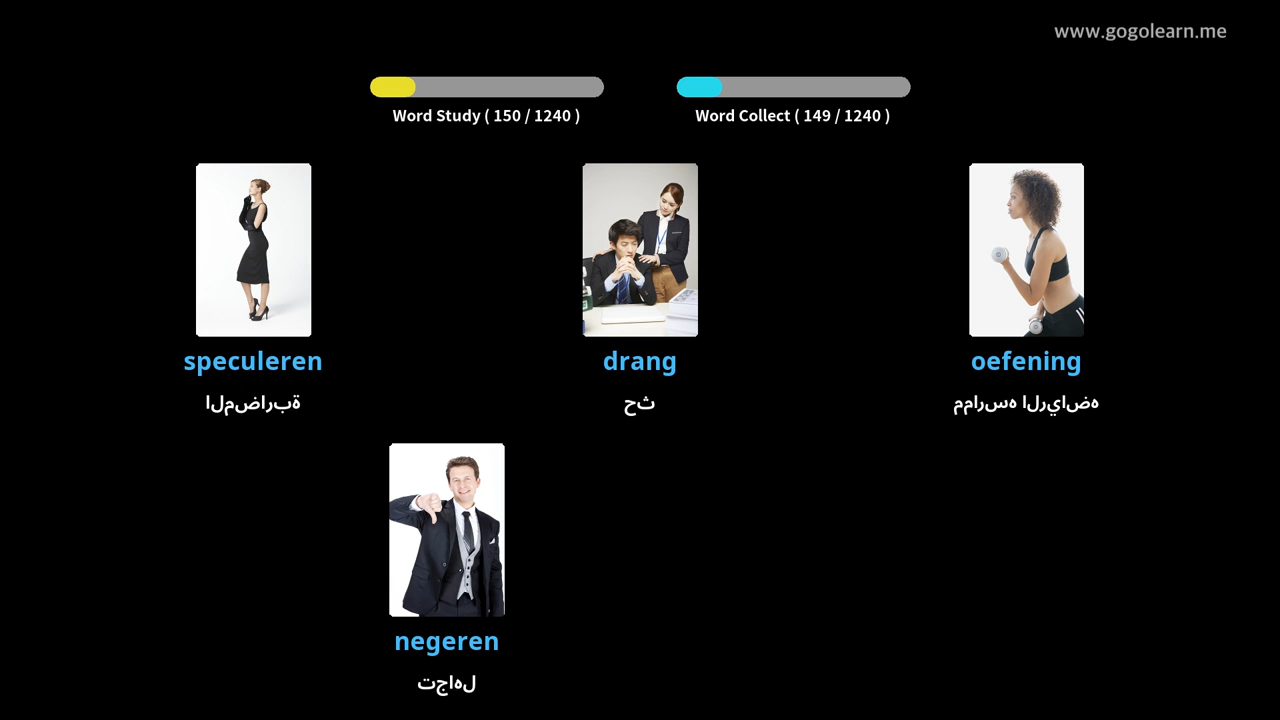 www.gogolearn.me
Word Study ( 150 / 1240 )
Word Collect ( 149 / 1240 )
speculeren
drang
oefening
المضاربة
حث
ممارسه الرياضه
negeren
تجاهل